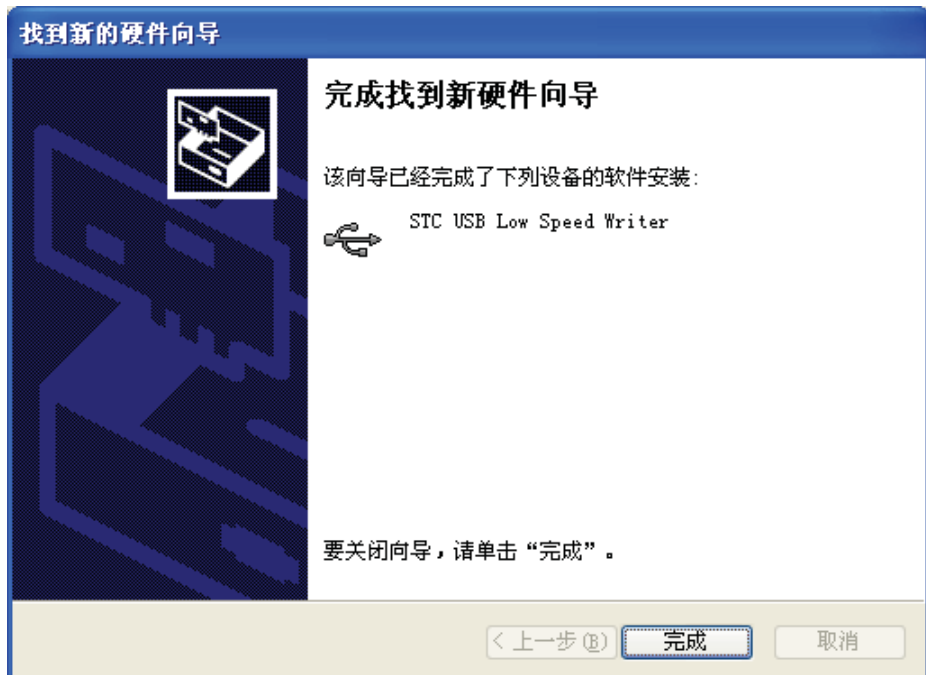 找到新的硬件向导
完成找到新硬件向导
该向导已经完成了下列设备的软件安装:
STC USB Low Speed Writer
要关闭向导，请单击“完成”。
< 上一步(B) 完成 取消